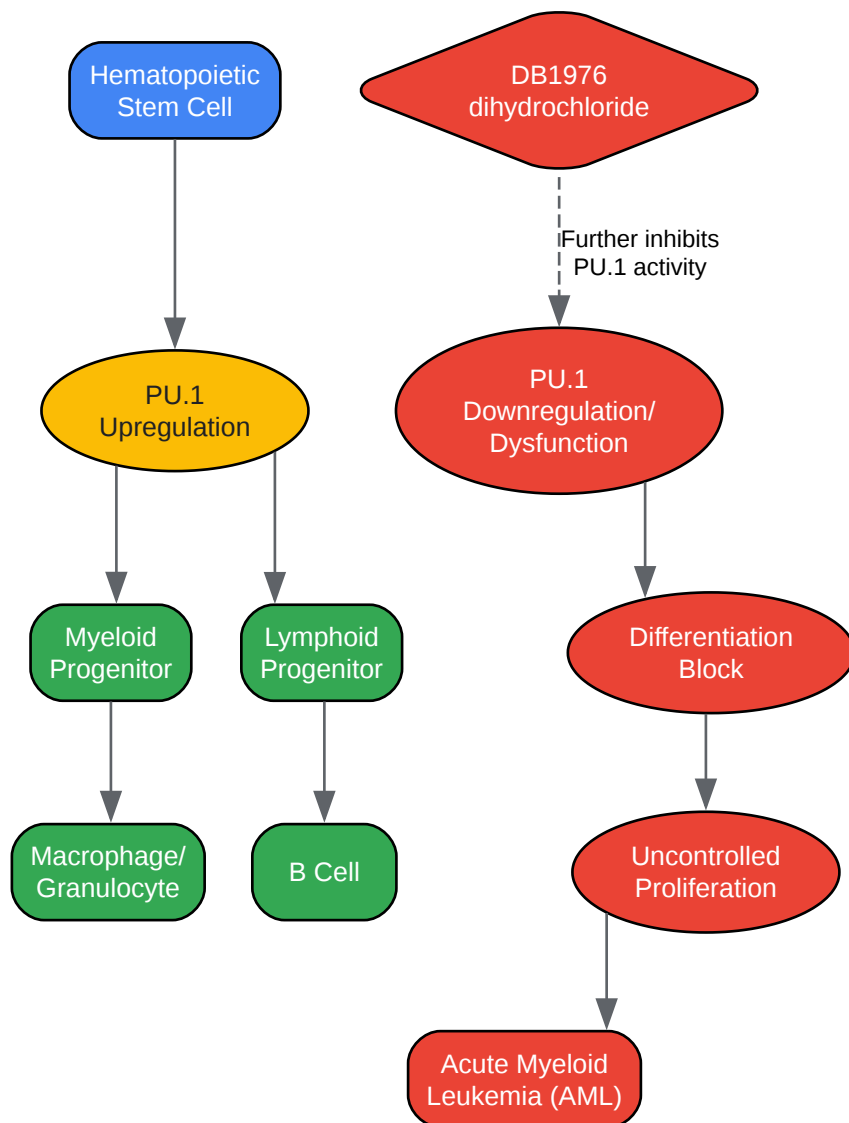 Hematopoietic
Stem Cell
DB1976
dihydrochloride
Further inhibits
PU.1 activity
PU.1
Upregulation
PU.1
Downregulation/
Dysfunction
Myeloid
Progenitor
Lymphoid
Progenitor
Differentiation
Block
Macrophage/
Granulocyte
B Cell
Uncontrolled
Proliferation
Acute Myeloid
Leukemia (AML)